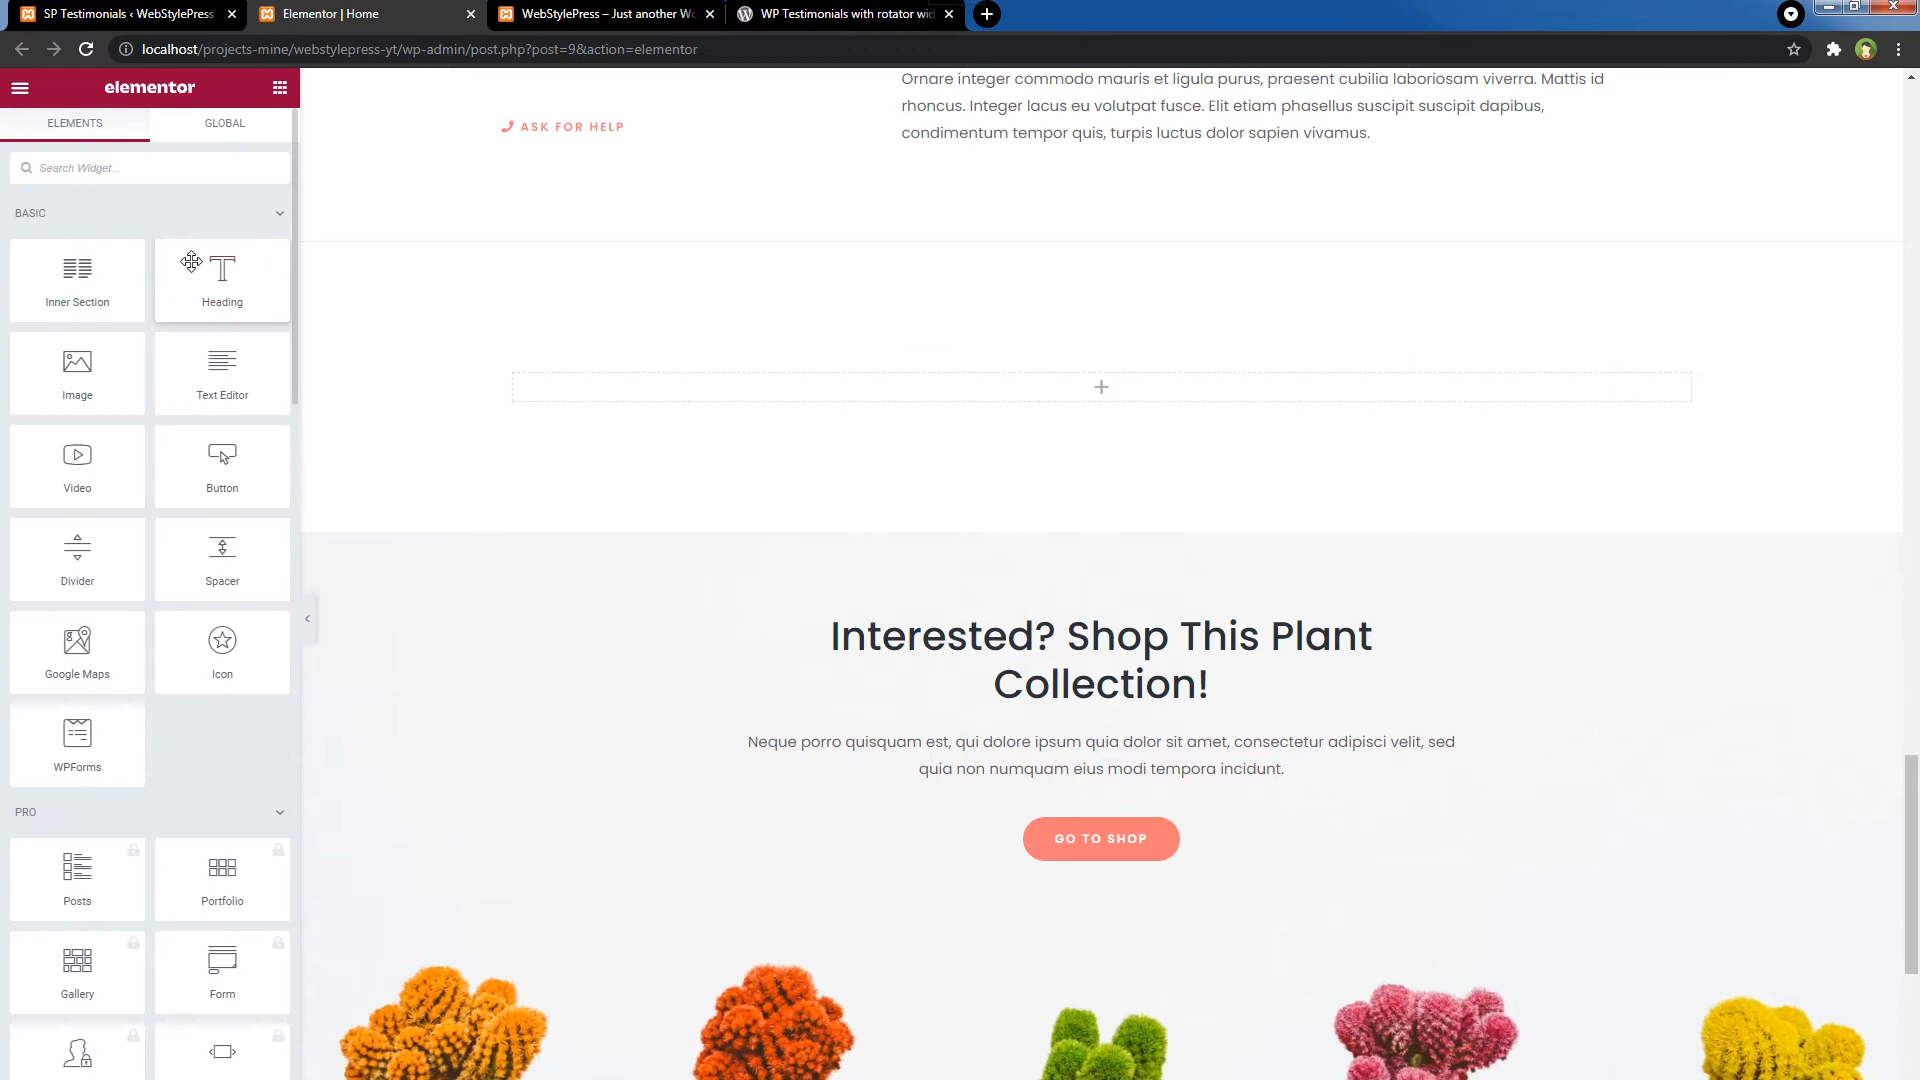 SP Testimonials ‹ WebStylePress
Elementor | Home
WebStylePress – Just another Wo
WP Testimonials with rotator wid
localhost/projects-mine/webstylepress-yt/wp-admin/post.php?post=9&action=elementor
elementor
ELEMENTS
GLOBAL
Search Widget...
BASIC
Inner Section
Heading
Image
Text Editor
Video
Button
Divider
Spacer
Google Maps
Icon
WPForms
PRO
Posts
Portfolio
Gallery
Form
ASK FOR HELP
Ornare integer commodo mauris et ligula purus, praesent cubilia laboriosam viverra. Mattis id
rhoncus. Integer lacus eu volutpat fusce. Elit etiam phasellus suscipit suscipit dapibus,
condimentum tempor quis, turpis luctus dolor sapien vivamus.
Interested? Shop This Plant
Collection!
Neque porro quisquam est, qui dolore ipsum quia dolor sit amet, consectetur adipisci velit, sed
quia non numquam eius modi tempora incidunt.
GO TO SHOP